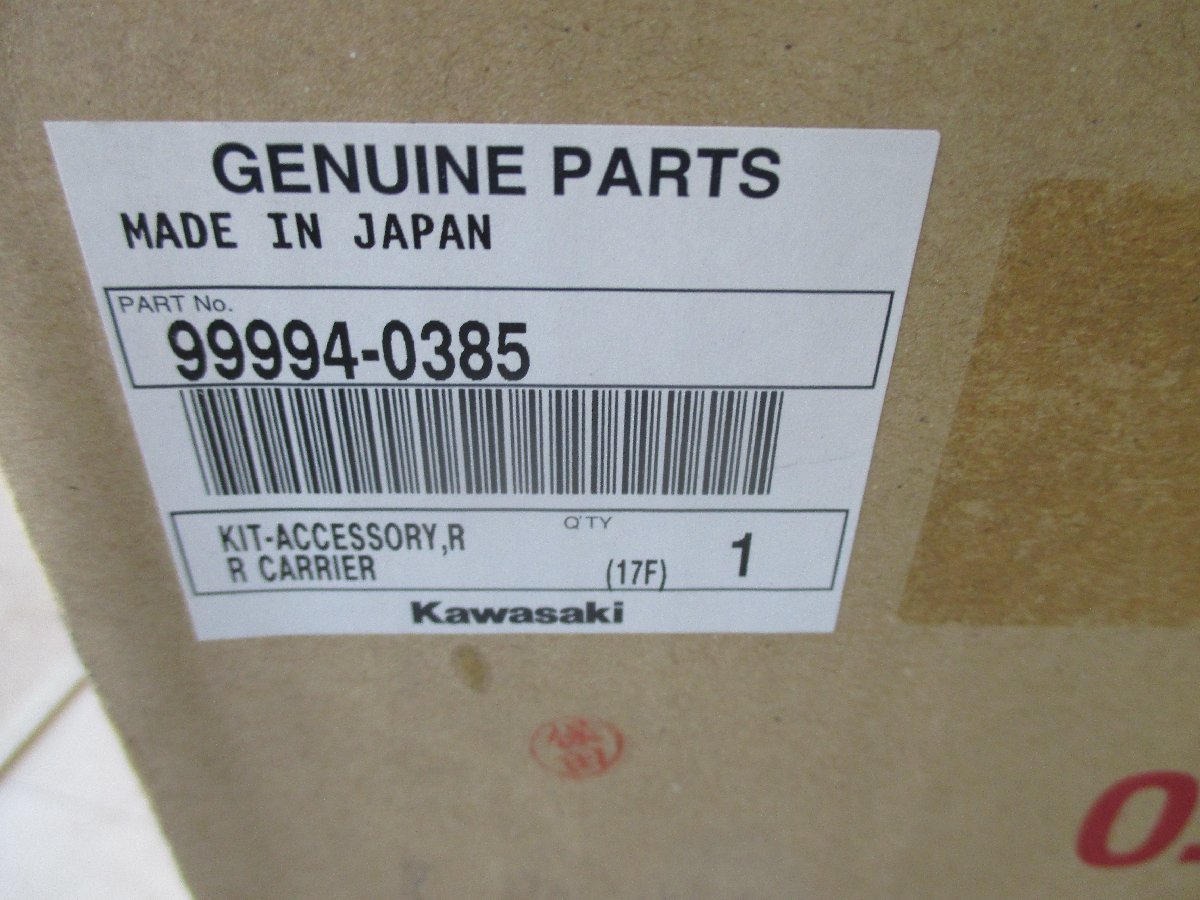 GENUINE PARTS
MADE IN JAPAN
PART No.
99994-0385
KIT-ACCESSORY,R
R CARRIER
(17F)
Q'TY
1
Kawasaki